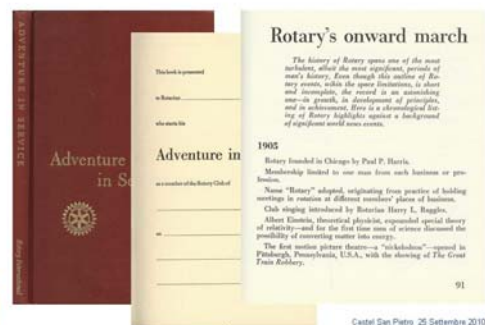 ADVENTURE IN SERVICE
Rotary International
Adventure
in Se
This book is presented
to Rotarian
who starts his
Adventure in
as a member of the Rotary Club of
on
Rotary's onward march
The history of Rotary spans one of the most
turbulent, albeit the most significant, periods of
man's history. Even though this outline of Ro-
tary events, within the space limitations, is short
and incomplete, the record is an astonishing
one—in growth, in development of principles,
and in achievement. Here is a chronological list-
ing of Rotary highlights against a background
of significant world news events.
1905
Rotary founded in Chicago by Paul P. Harris.
Membership limited to one man from each business or pro-
fession.
Name "Rotary" adopted, originating from practice of holding
meetings in rotation at different members' places of business.
Club singing introduced by Rotarian Harry L. Ruggles.
Albert Einstein, theoretical physicist, expounded special theory
of relativity—and for the first time men of science discussed the
possibility of converting matter into energy.
The first motion picture theatre—a "nickelodeon"—opened in
Pittsburgh, Pennsylvania, U.S.A., with the showing of The Great
Train Robbery.
91
Castel San Pietro 25 Settembre 2010